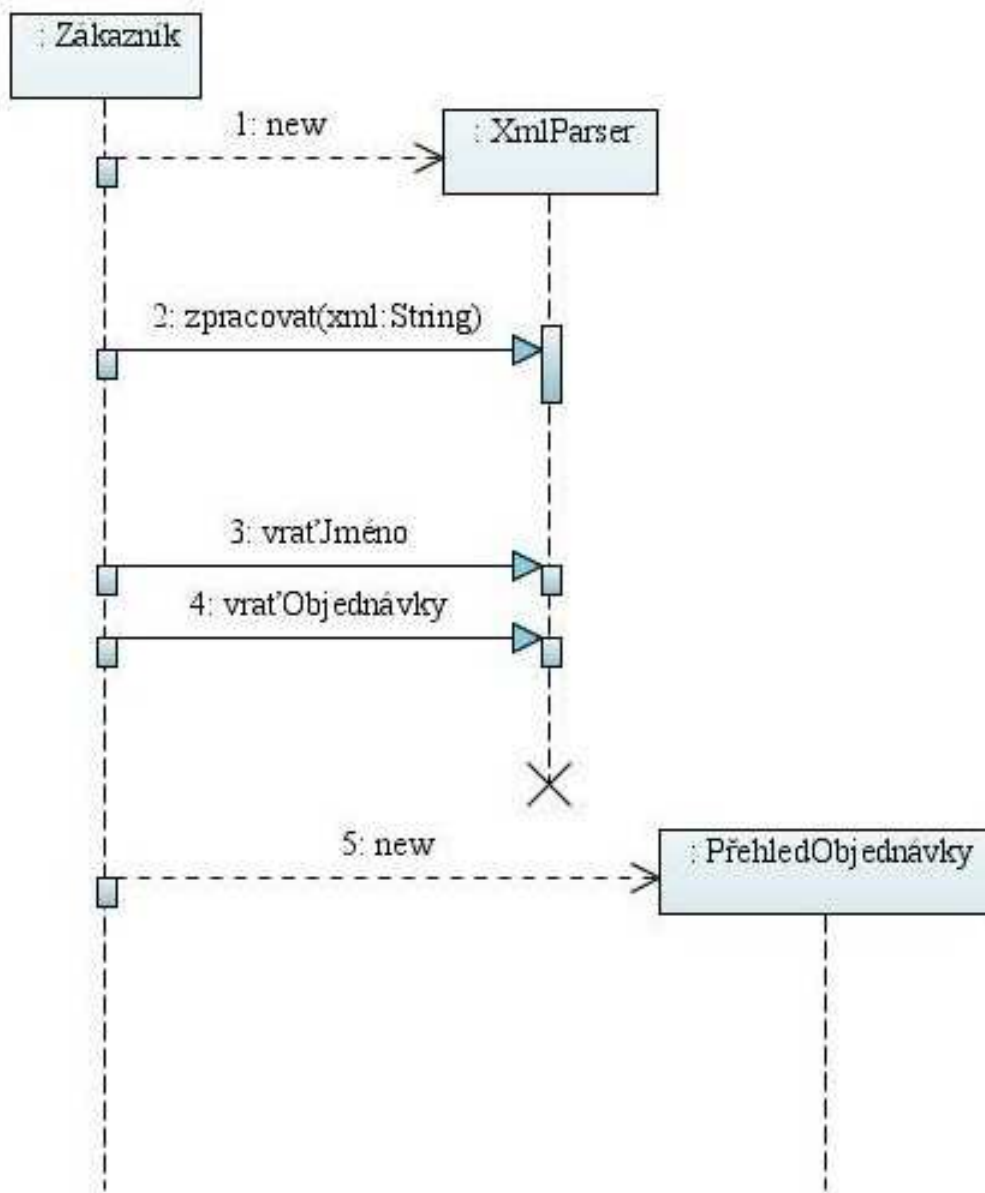 : Zákazník
1: new
: XmlParser
2: zpracovat(xml:String)
3: vraťJméno
4: vraťObjednávky
5: new
: PřehledObjednávky